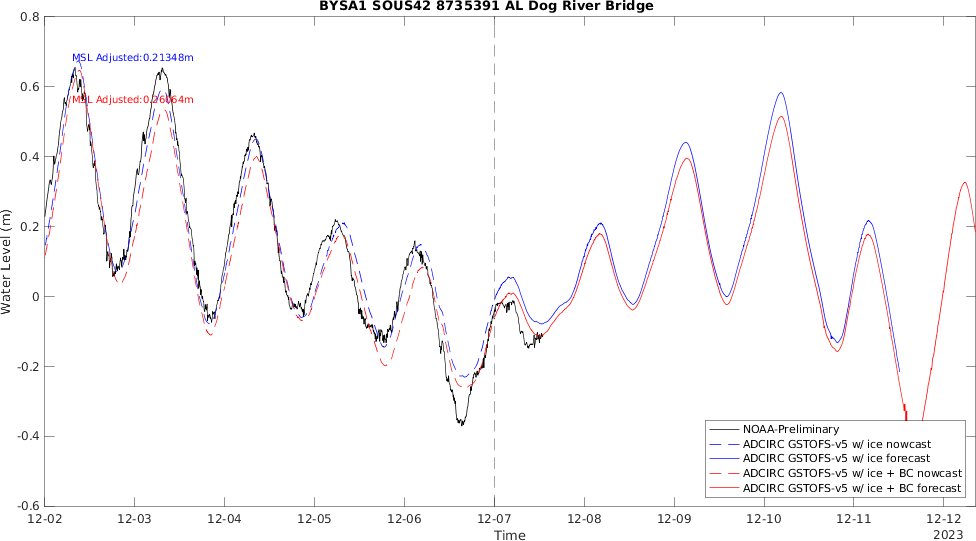 BYSA1 SOUS42 8735391 AL Dog River Bridge
0.8
0.6
0.4
0.2
0
-0.2
-0.4
-0.6
Water Level (m)
MSL Adjusted:0.21348m
MSL Adjusted:0.26064m
NOAA-Preliminary
ADCIRC GSTOFS-v5 w/ ice nowcast
ADCIRC GSTOFS-v5 w/ ice forecast
ADCIRC GSTOFS-v5 w/ ice + BC nowcast
ADCIRC GSTOFS-v5 w/ ice + BC forecast
12-02 12-03 12-04 12-05 12-06 12-07 12-08 12-09 12-10 12-11 12-12
2023
Time